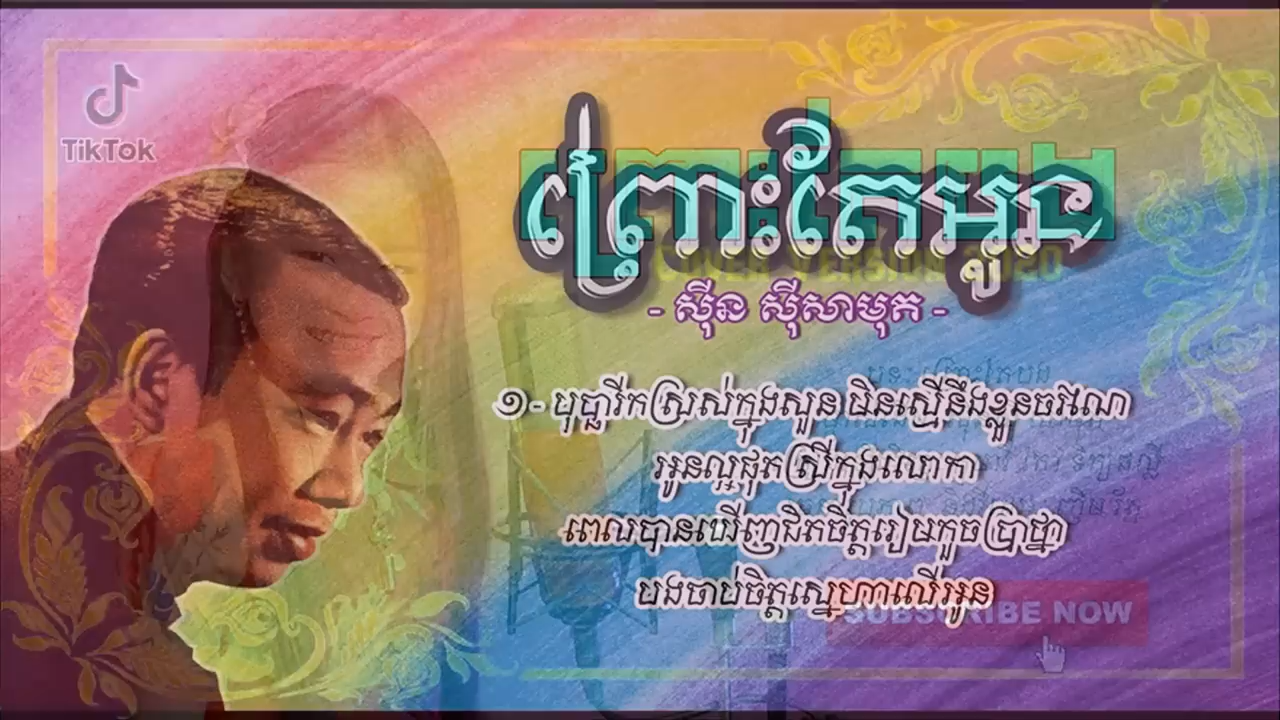 TikTok
ព្រោះតែអូន
COVER VERSION 2020
- ស៊ីន ស៊ីសាមុត -
១ - បុប្ផារីកស្រស់ក្នុងសួន មិនស្មើនឹងខ្លួនចរណៃ
អូនល្អផុតស្រីក្នុងលោកា
ពេលបានឃើញជិតចិត្តរៀមកួចប្រាថ្នា
បងចាប់ចិត្តស្នេហាលើអូន
SUBSCRIBE NOW